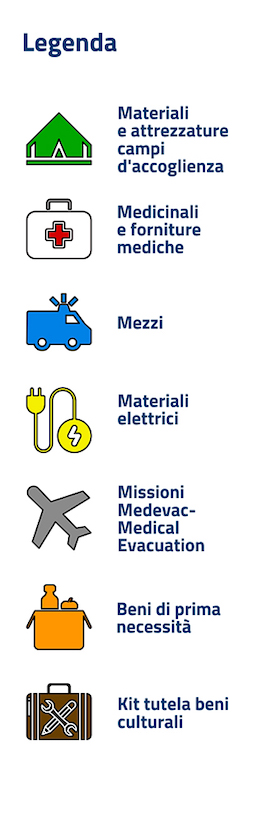 Legenda
Materiali
e attrezzature
campi
d'accoglienza
Medicinali
e forniture
mediche
Mezzi
Materiali
elettrici
Missioni
Medevac-
Medical
Evacuation
Beni di prima
necessità
Kit tutela beni
culturali